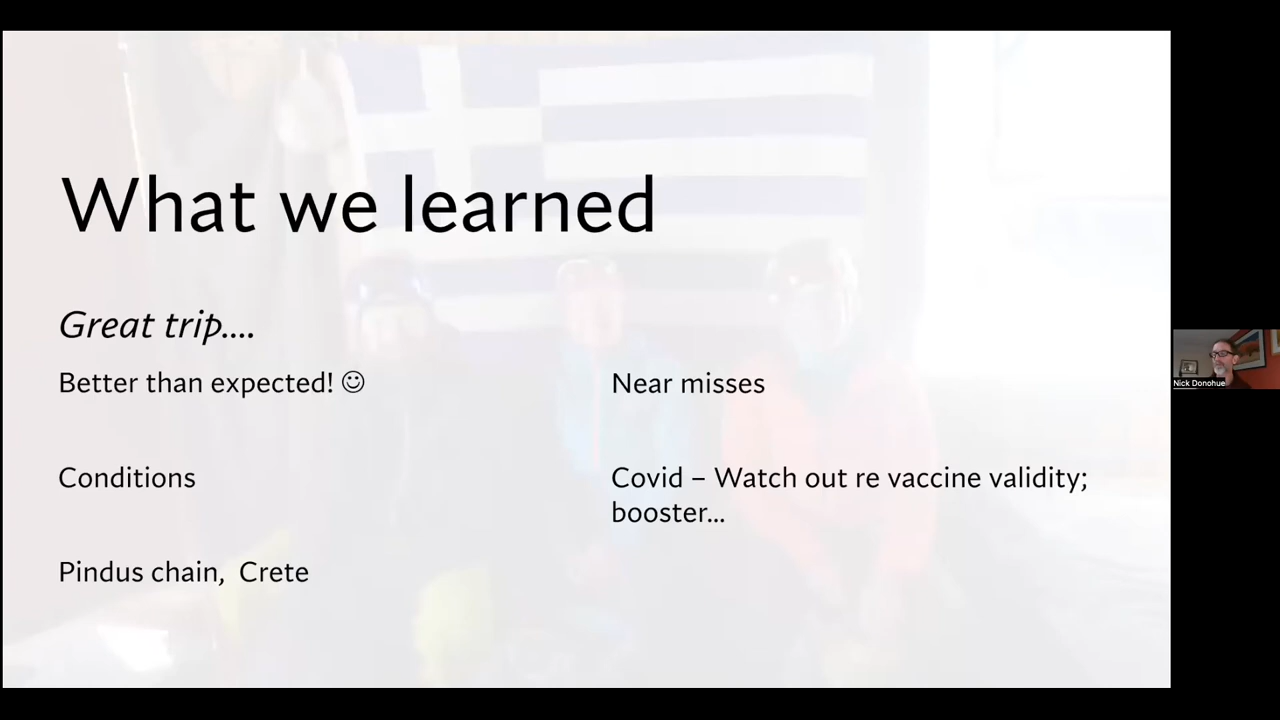 What we learned
Great trip....
Better than expected! ☺
Conditions
Pindus chain, Crete
Near misses
Covid – Watch out re vaccine validity;
booster...
Nick Donohue